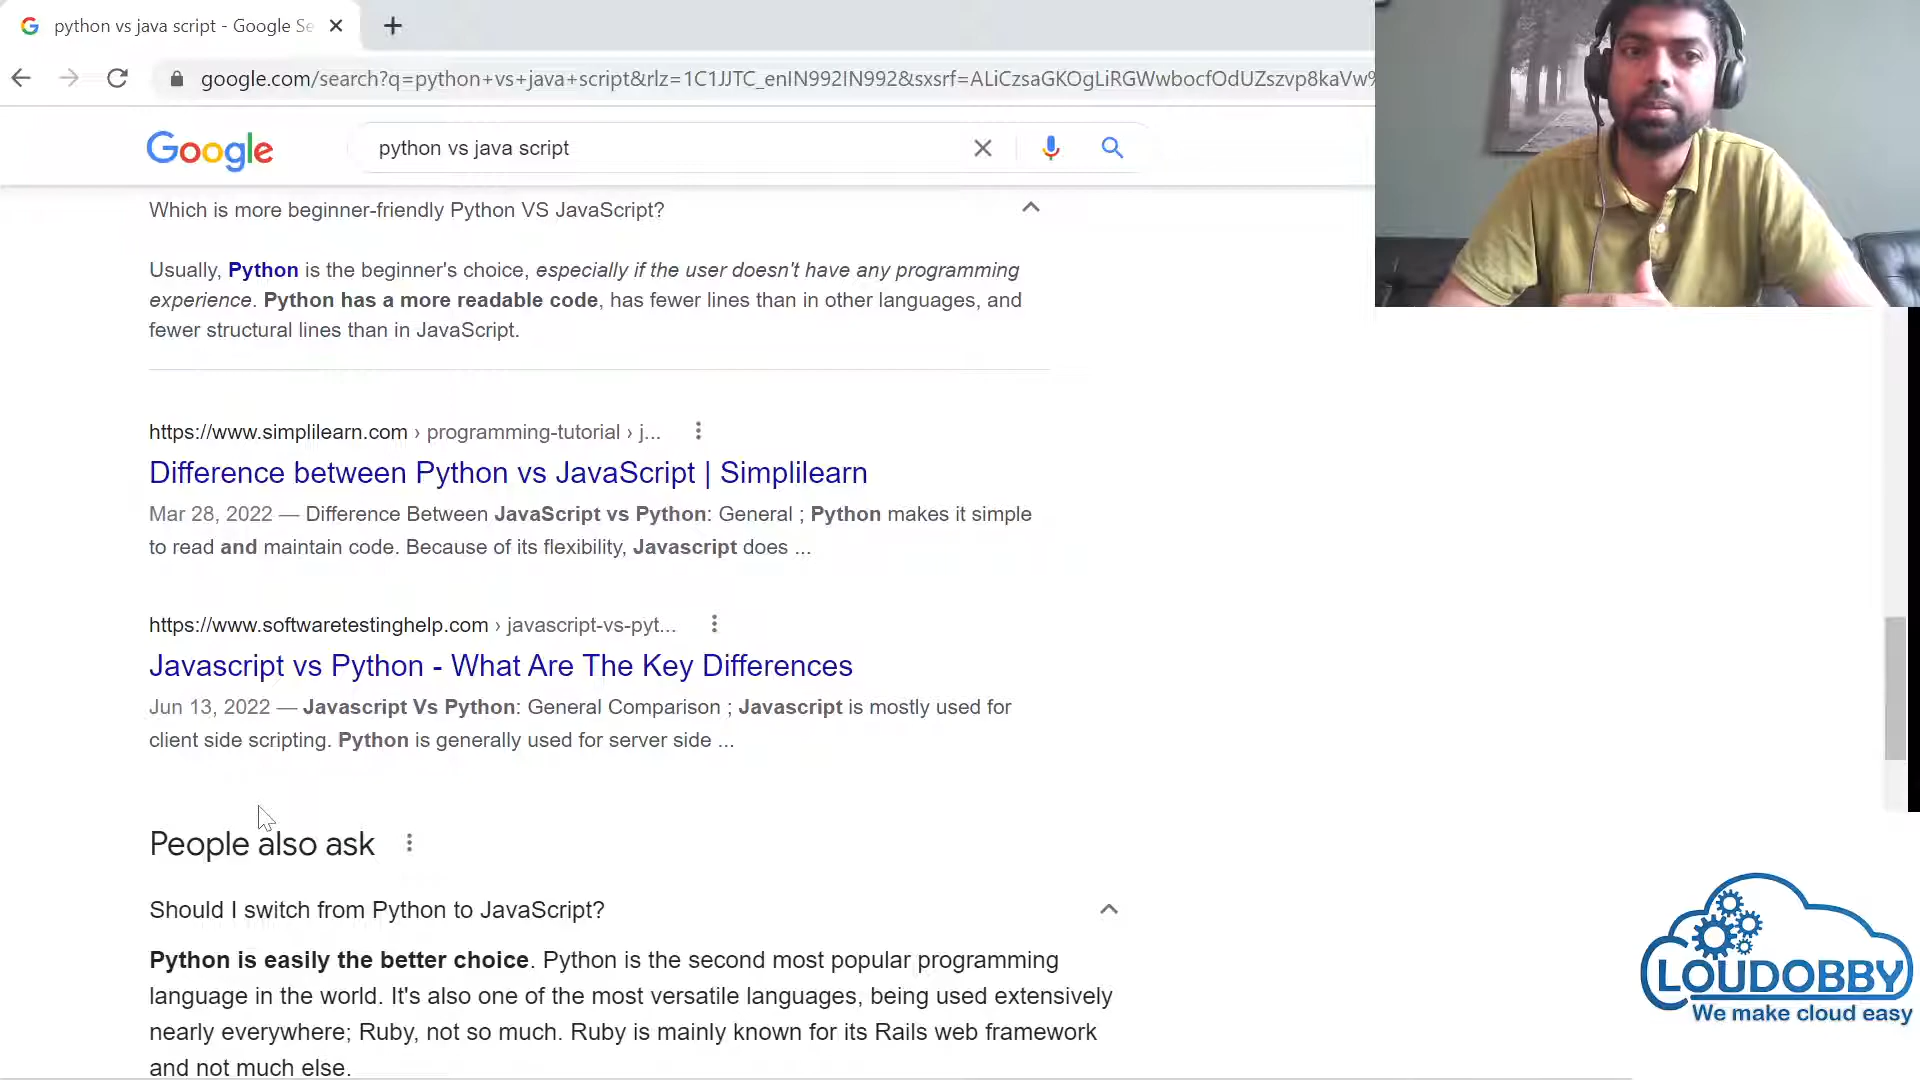 python vs java script - Google Se
google.com/search?q=python+vs+java+script&rlz=1C1JJTC_enIN992IN992&sxsrf=ALiCzsaGKOgLiRGWwbocfOdUZszvp8kaVw%
Google
python vs java script
Which is more beginner-friendly Python VS JavaScript?
Usually, Python is the beginner's choice, especially if the user doesn't have any programming
experience. Python has a more readable code, has fewer lines than in other languages, and
fewer structural lines than in JavaScript.
https://www.simplilearn.com › programming-tutorial › j...
Difference between Python vs JavaScript | Simplilearn
Mar 28, 2022 — Difference Between JavaScript vs Python: General ; Python makes it simple
to read and maintain code. Because of its flexibility, Javascript does ...
https://www.softwaretestinghelp.com › javascript-vs-pyt...
Javascript vs Python - What Are The Key Differences
Jun 13, 2022 — Javascript Vs Python: General Comparison ; Javascript is mostly used for
client side scripting. Python is generally used for server side ...
People also ask
Should I switch from Python to JavaScript?
Python is easily the better choice. Python is the second most popular programming
language in the world. It's also one of the most versatile languages, being used extensively
nearly everywhere; Ruby, not so much. Ruby is mainly known for its Rails web framework
and not much else.
CLOUDOBBY
We make cloud easy